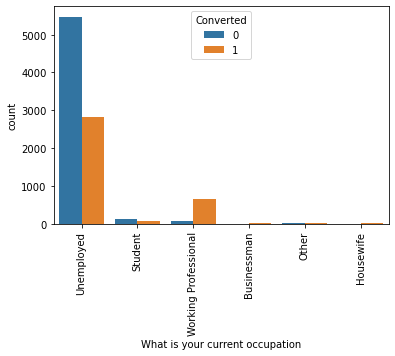 Converted
0
1
5000
4000
3000
2000
1000
0
count
Unemployed
Student
Working Professional
Businessman
Other
Housewife
What is your current occupation